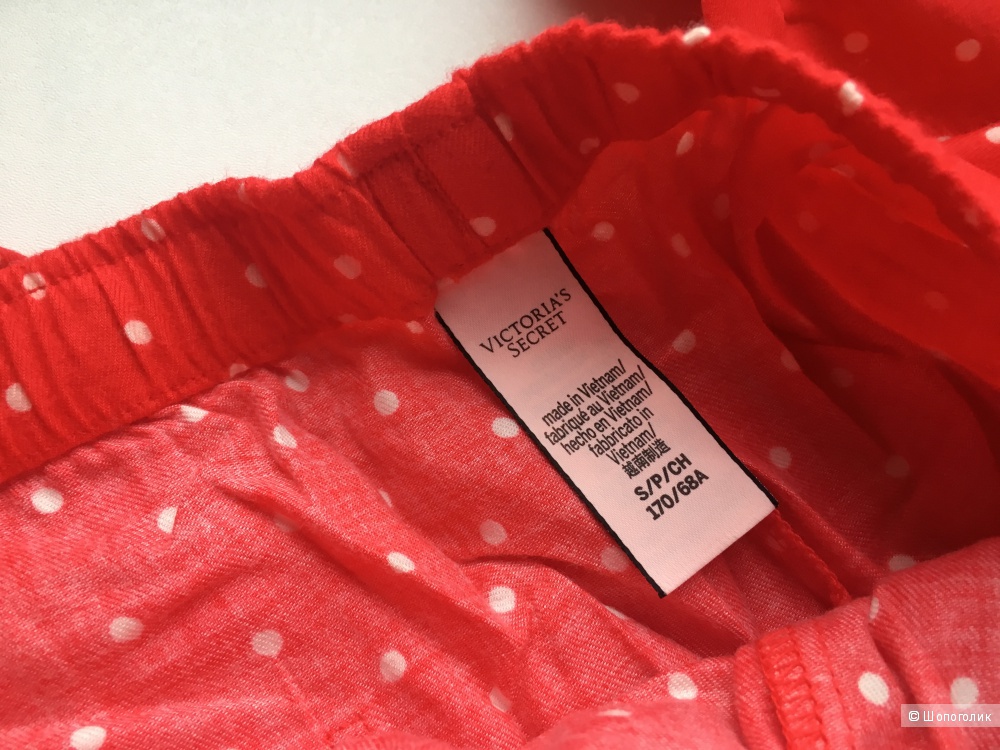 VICTORIA'S
SECRET
made in Vietnam/
fabriqué au Vietnam/
hecho en Vietnam/
fabbricato in
Vietnam/
越南制造
S/P/CH
170/68A
© Шопоголик